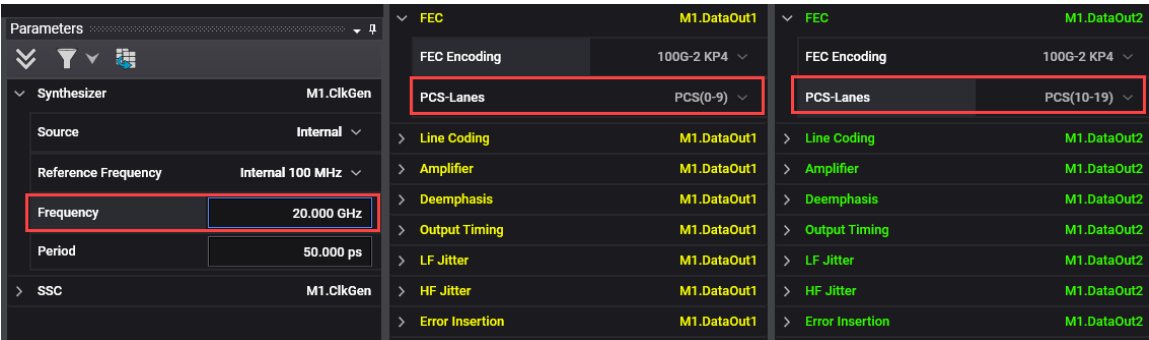 Parameters
Synthesizer M1.ClkGen
Source Internal
Reference Frequency Internal 100 MHz
Frequency 20.000 GHz
Period 50.000 ps
SSC M1.ClkGen
FEC M1.DataOut1
FEC Encoding 100G-2 KP4
PCS-Lanes PCS(0-9)
Line Coding M1.DataOut1
Amplifier M1.DataOut1
Deemphasis M1.DataOut1
Output Timing M1.DataOut1
LF Jitter M1.DataOut1
HF Jitter M1.DataOut1
Error Insertion M1.DataOut1
FEC M1.DataOut2
FEC Encoding 100G-2 KP4
PCS-Lanes PCS(10-19)
Line Coding M1.DataOut2
Amplifier M1.DataOut2
Deemphasis M1.DataOut2
Output Timing M1.DataOut2
LF Jitter M1.DataOut2
HF Jitter M1.DataOut2
Error Insertion M1.DataOut2